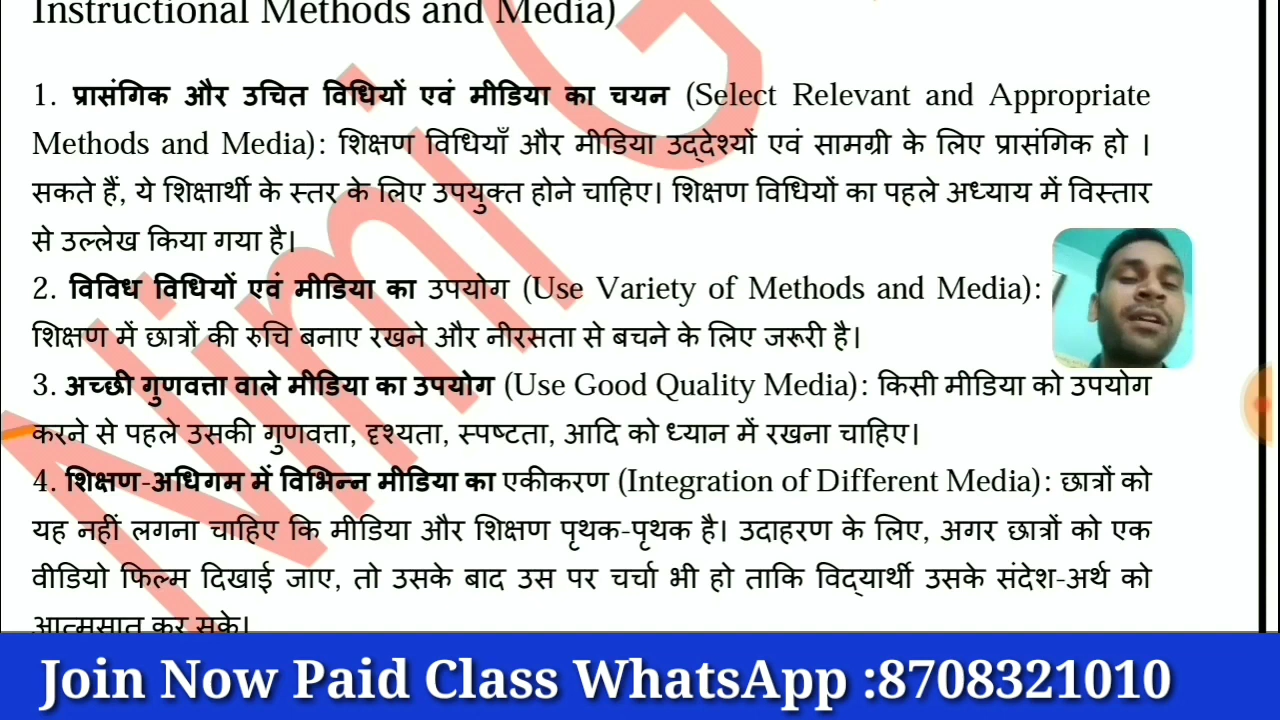 Instructional Methods and Media)
1. प्रासंगिक और उचित विधियों एवं मीडिया का चयन (Select Relevant and Appropriate
Methods and Media): शिक्षण विधियाँ और मीडिया उद्देश्यों एवं सामग्री के लिए प्रासंगिक हो ।
सकते हैं, ये शिक्षार्थी के स्तर के लिए उपयुक्त होने चाहिए। शिक्षण विधियों का पहले अध्याय में विस्तार
से उल्लेख किया गया है।
2. विविध विधियों एवं मीडिया का उपयोग (Use Variety of Methods and Media):
शिक्षण में छात्रों की रुचि बनाए रखने और नीरसता से बचने के लिए जरूरी है।
3. अच्छी गुणवत्ता वाले मीडिया का उपयोग (Use Good Quality Media): किसी मीडिया को उपयोग
करने से पहले उसकी गुणवत्ता, दृश्यता, स्पष्टता, आदि को ध्यान में रखना चाहिए।
4. शिक्षण-अधिगम में विभिन्न मीडिया का एकीकरण (Integration of Different Media): छात्रों को
यह नहीं लगना चाहिए कि मीडिया और शिक्षण पृथक-पृथक है। उदाहरण के लिए, अगर छात्रों को एक
वीडियो फिल्म दिखाई जाए, तो उसके बाद उस पर चर्चा भी हो ताकि विद्यार्थी उसके संदेश-अर्थ को
आत्मसात कर सके।
Nimi G
Join Now Paid Class WhatsApp :8708321010